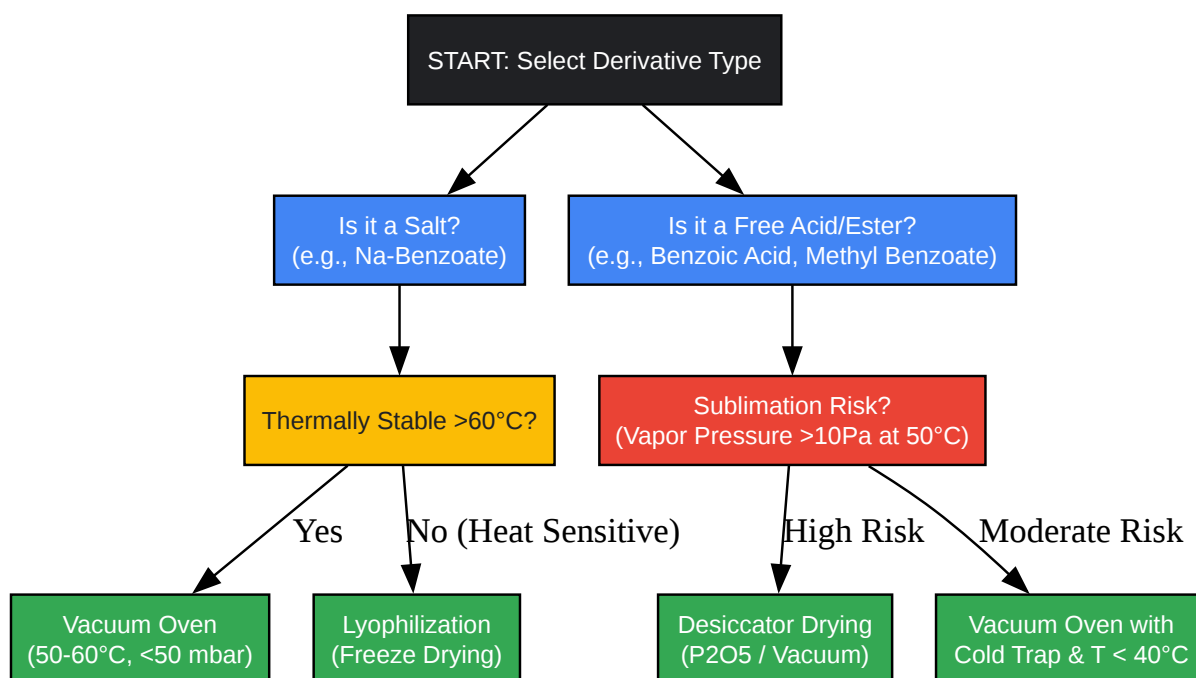 START: Select Derivative Type
Is it a Salt?
(e.g., Na-Benzoate)
Is it a Free Acid/Ester?
(e.g., Benzoic Acid, Methyl Benzoate)
Thermally Stable >60°C?
Sublimation Risk?
(Vapor Pressure >10Pa at 50°C)
Yes
No (Heat Sensitive)
High Risk
Moderate Risk
Vacuum Oven
(50-60°C, <50 mbar)
Lyophilization
(Freeze Drying)
Desiccator Drying
(P2O5 / Vacuum)
Vacuum Oven with
Cold Trap & T < 40°C